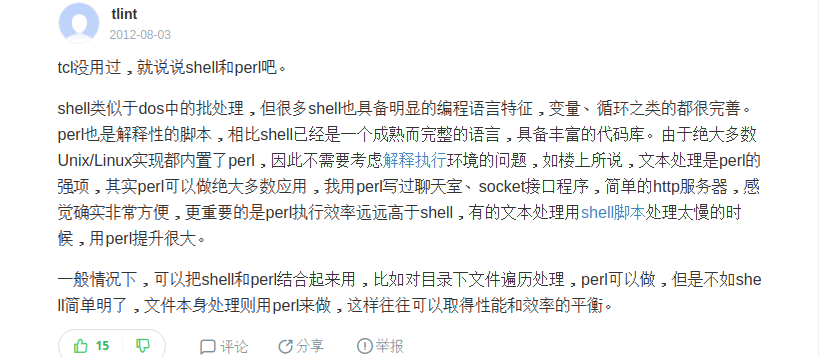 tlint
2012-08-03
tcl没用过，就说说shell和perl吧。
shell类似于dos中的批处理，但很多shell也具备明显的编程语言特征，变量、循环之类的都很完善。
perl也是解释性的脚本，相比shell已经是一个成熟而完整的语言，具备丰富的代码库。由于绝大多数
Unix/Linux实现都内置了perl，因此不需要考虑解释执行环境的问题，如楼上所说，文本处理是perl的
强项，其实perl可以做绝大多数应用，我用perl写过聊天室、socket接口程序，简单的http服务器，感
觉确实非常方便，更重要的是perl执行效率远远高于shell，有的文本处理用shell脚本处理太慢的时
候，用perl提升很大。
一般情况下，可以把shell和perl结合起来用，比如对目录下文件遍历处理，perl可以做，但是不如she
ll简单明了，文件本身处理则用perl来做，这样往往可以取得性能和效率的平衡。
15 评论 分享 举报